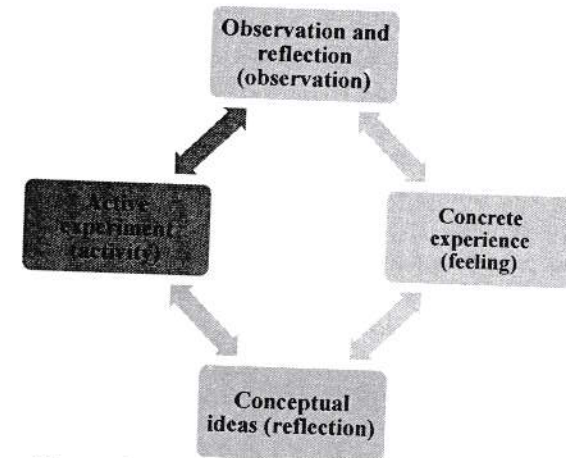 Observation and
reflection
(observation)
Active
experiment
(activity)
Concrete
experience
(feeling)
Conceptual
ideas (reflection)